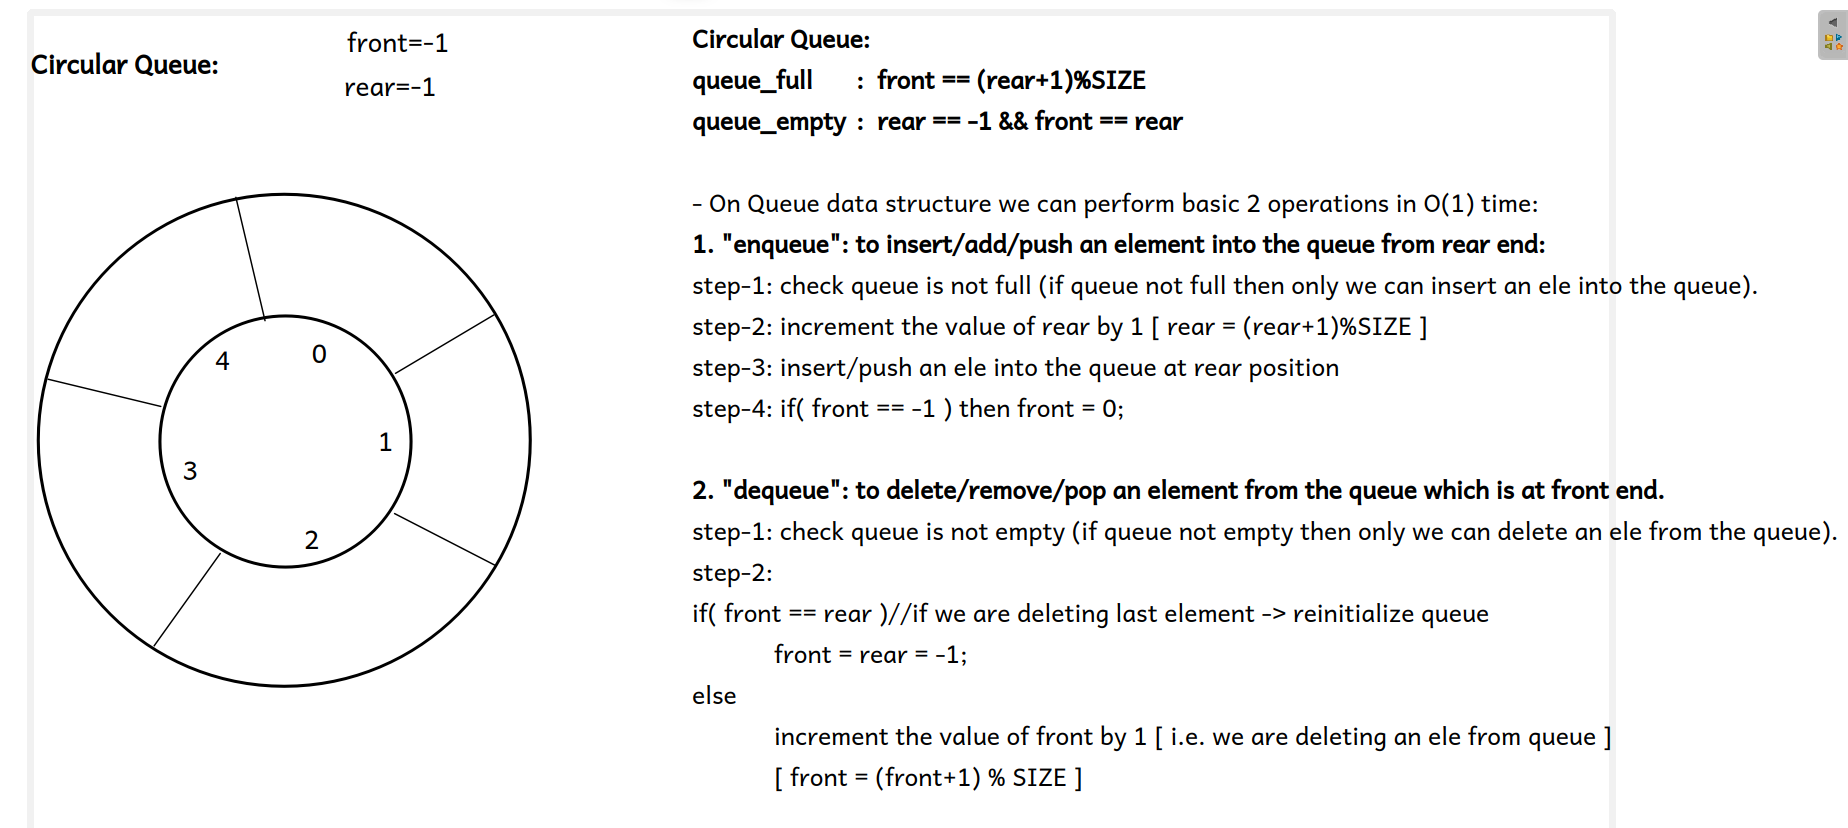 Circular Queue:
front=-1
rear=-1
4
0
1
3
2
Circular Queue:
queue_full : front == (rear+1)%SIZE
queue_empty : rear == -1 && front == rear
- On Queue data structure we can perform basic 2 operations in O(1) time:
1. "enqueue": to insert/add/push an element into the queue from rear end:
step-1: check queue is not full (if queue not full then only we can insert an ele into the queue).
step-2: increment the value of rear by 1 [ rear = (rear+1)%SIZE ]
step-3: insert/push an ele into the queue at rear position
step-4: if( front == -1 ) then front = 0;
2. "dequeue": to delete/remove/pop an element from the queue which is at front end.
step-1: check queue is not empty (if queue not empty then only we can delete an ele from the queue).
step-2:
if( front == rear )//if we are deleting last element -> reinitialize queue
front = rear = -1;
else
increment the value of front by 1 [ i.e. we are deleting an ele from queue ]
[ front = (front+1) % SIZE ]